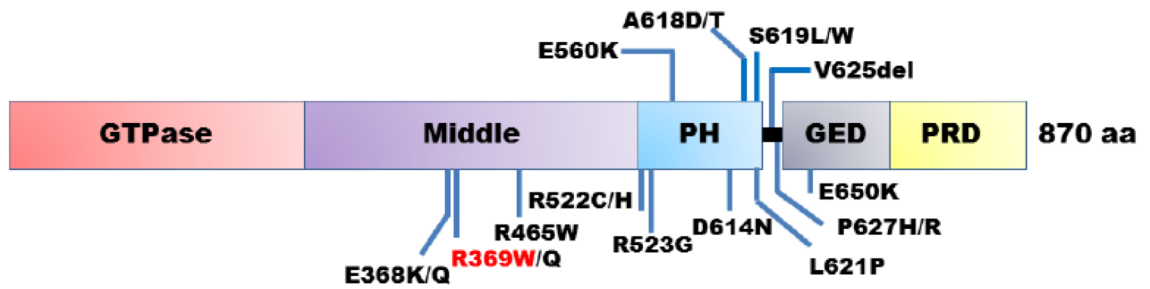 A618D/T
S619L/W
E560K
V625del
GTPase Middle PH GED PRD 870 aa
R522C/H
E650K
R465W
R523G
D614N
P627H/R
R369W/Q
E368K/Q
L621P